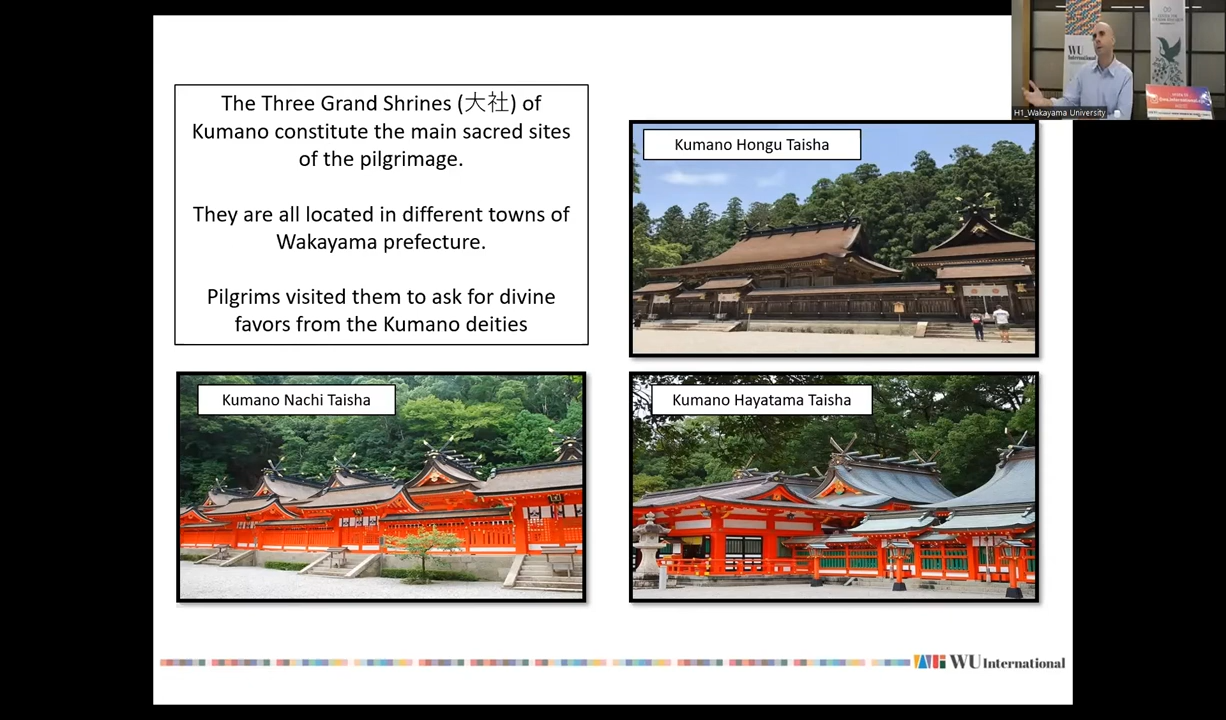 The Three Grand Shrines (大社) of
Kumano constitute the main sacred sites
of the pilgrimage.
They are all located in different towns of
Wakayama prefecture.
Pilgrims visited them to ask for divine
favors from the Kumano deities
Kumano Hongu Taisha
Kumano Nachi Taisha
Kumano Hayatama Taisha
WU International
WU
International
H1_Wakayama University